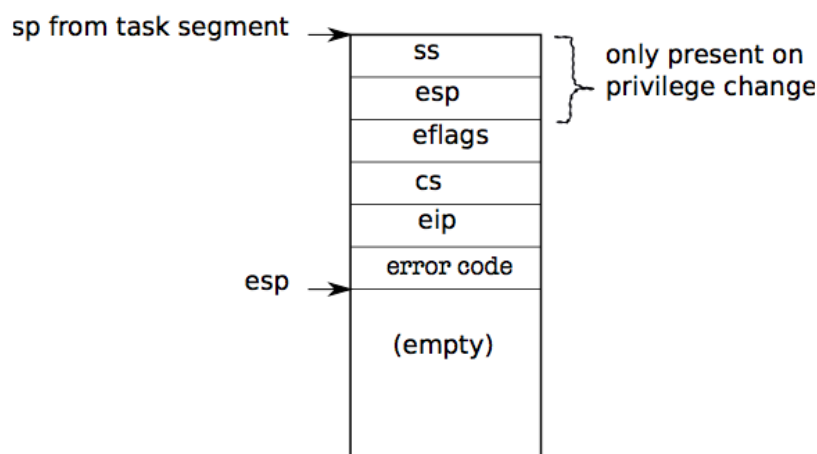 sp from task segment
ss
only present on
privilege change
esp
eflags
cs
eip
error code
esp
(empty)